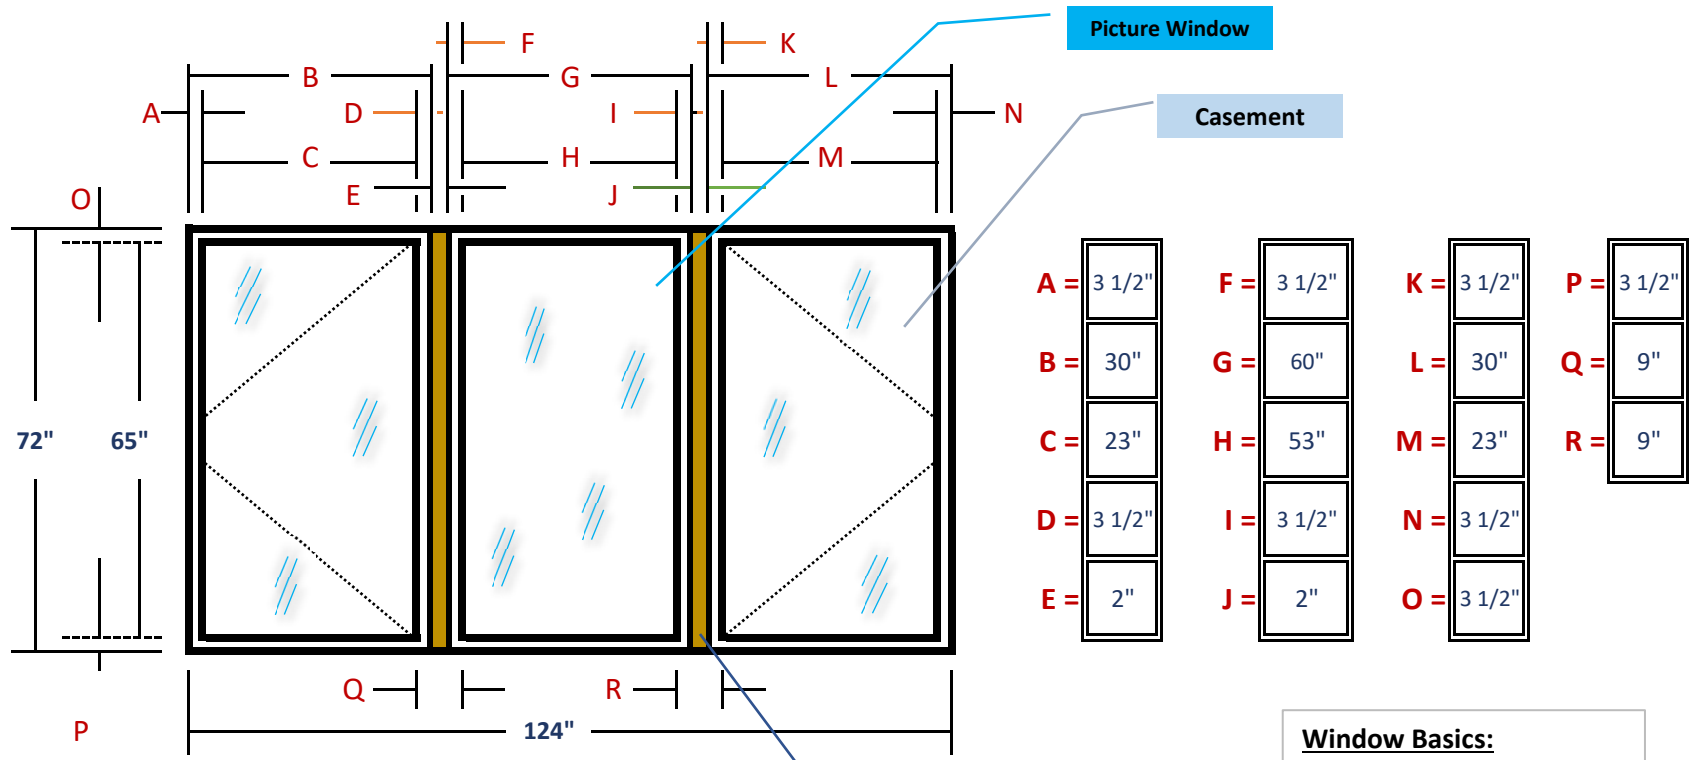 Picture Window
F
K
B
G
L
A
D
I
N
Casement
C
H
M
E
J
O
A = 3 1/2" F = 3 1/2" K = 3 1/2" P = 3 1/2"
B = 30" G = 60" L = 30" Q = 9"
72" 65" C = 23" H = 53" M = 23" R = 9"
D = 3 1/2" I = 3 1/2" N = 3 1/2"
E = 2" J = 2" O = 3 1/2"
Q
R
P
124"
Window Basics: